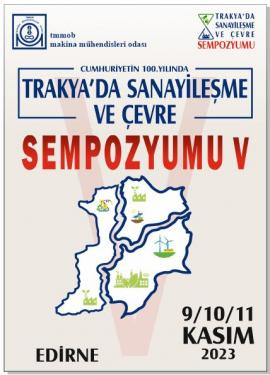 tmmob
makina mühendisleri odası
TRAKYA'DA
SANAYİLEŞME
VE ÇEVRE
SEMPOZYUMU
CUMHURİYETİN 100.YILINDA
TRAKYA'DA SANAYİLEŞME
VE ÇEVRE
SEMPOZYUMU V
9/10/11
KASIM
2023
EDİRNE